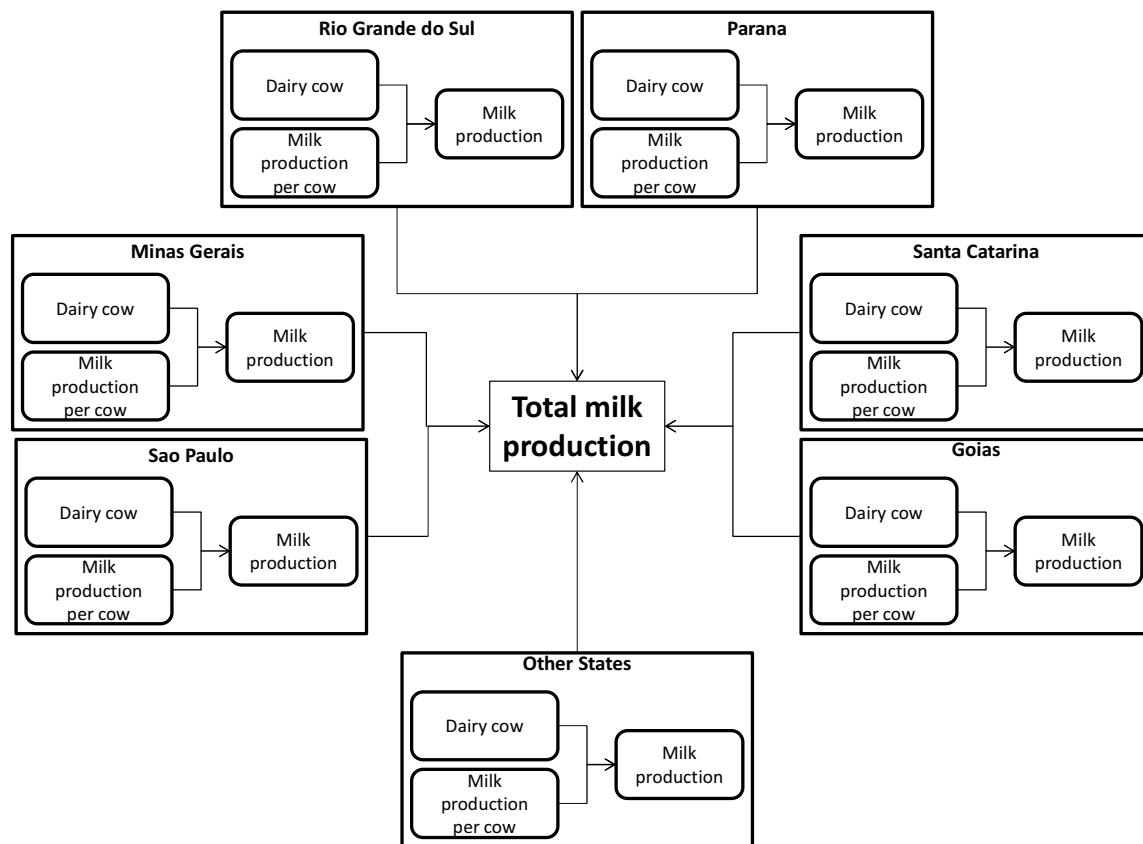 Rio Grande do Sul
Dairy cow
Milk
production
per cow
Milk
production
Parana
Dairy cow
Milk
production
per cow
Milk
production
Minas Gerais
Dairy cow
Milk
production
per cow
Milk
production
Santa Catarina
Dairy cow
Milk
production
per cow
Milk
production
Total milk
production
Sao Paulo
Dairy cow
Milk
production
per cow
Milk
production
Goias
Dairy cow
Milk
production
per cow
Milk
production
Other States
Dairy cow
Milk
production
per cow
Milk
production